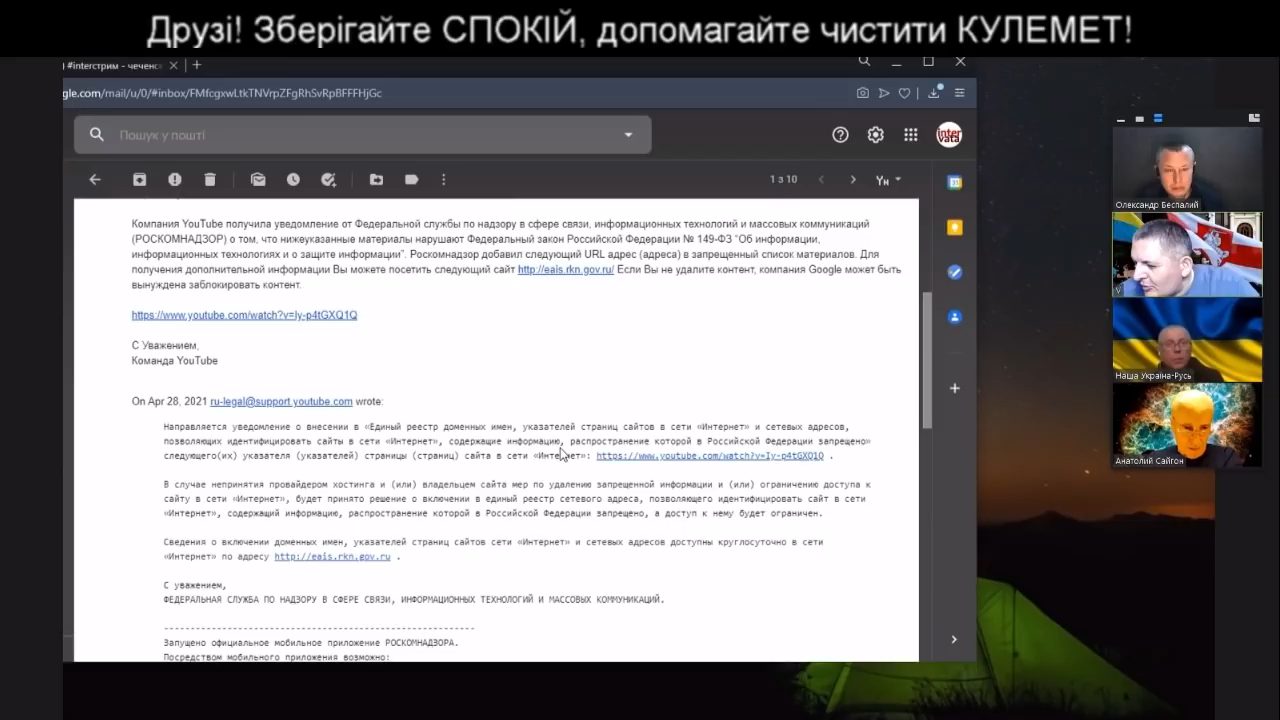 Друзі! Зберігайте СПОКІЙ, допомагайте чистити КУЛЕМЕТ!
#interстрим - чеченс
gle.com/mail/u/0/#inbox/FMfcgxwLtkTNVrpZFgRhSvRpBFFFHjGc
Пошук у пошті
inter
vata
1 з 10
Ун
Компания YouTube получила уведомление от Федеральной службы по надзору в сфере связи, информационных технологий и массовых коммуникаций
(РОСКОМНАДЗОР) о том, что нижеуказанные материалы нарушают Федеральный закон Российской Федерации № 149-ФЗ "Об информации,
информационных технологиях и о защите информации". Роскомнадзор добавил следующий URL адрес (адреса) в запрещенный список материалов. Для
получения дополнительной информации Вы можете посетить следующий сайт http://eais.rkn.gov.ru/ Если Вы не удалите контент, компания Google может быть
вынуждена заблокировать контент.
https://www.youtube.com/watch?v=Iy-p4tGXQ1Q
С Уважением,
Команда YouTube
On Apr 28, 2021 ru-legal@support.youtube.com wrote:
Направляется уведомление о внесении в «Единый реестр доменных имен, указателей страниц сайтов в сети «Интернет» и сетевых адресов,
позволяющих идентифицировать сайты в сети «Интернет», содержащие информацию, распространение которой в Российской Федерации запрещено»
следующего(их) указателя (указателей) страницы (страниц) сайта в сети «Интернет»: https://www.youtube.com/watch?v=Iy-p4tGXQ1Q .
В случае непринятия провайдером хостинга и (или) владельцем сайта мер по удалению запрещенной информации и (или) ограничению доступа к
сайту в сети «Интернет», будет принято решение о включении в единый реестр сетевого адреса, позволяющего идентифицировать сайт в сети
«Интернет», содержащий информацию, распространение которой в Российской Федерации запрещено, а доступ к нему будет ограничен.
Сведения о включении доменных имен, указателей страниц сайтов сети «Интернет» и сетевых адресов доступны круглосуточно в сети
«Интернет» по адресу http://eais.rkn.gov.ru .
С уважением,
ФЕДЕРАЛЬНАЯ СЛУЖБА ПО НАДЗОРУ В СФЕРЕ СВЯЗИ, ИНФОРМАЦИОННЫХ ТЕХНОЛОГИЙ И МАССОВЫХ КОММУНИКАЦИЙ.
Запущено официальное мобильное приложение РОСКОМНАДЗОРА.
Посредством мобильного приложения возможно:
Олександр Беспалий
V
Наша Україна-Русь
Анатолий Сайгон